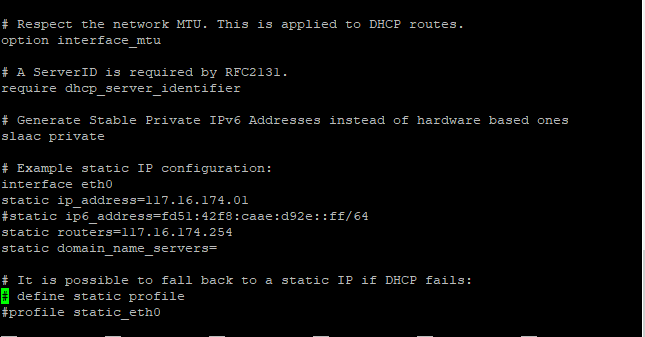 # Respect the network MTU. This is applied to DHCP routes.
option interface_mtu
# A ServerID is required by RFC2131.
require dhcp_server_identifier
# Generate Stable Private IPv6 Addresses instead of hardware based ones
slaac private
# Example static IP configuration:
interface eth0
static ip_address=117.16.174.01
#static ip6_address=fd51:42f8:caae:d92e::ff/64
static routers=117.16.174.254
static domain_name_servers=
# It is possible to fall back to a static IP if DHCP fails:
# define static profile
#profile static_eth0